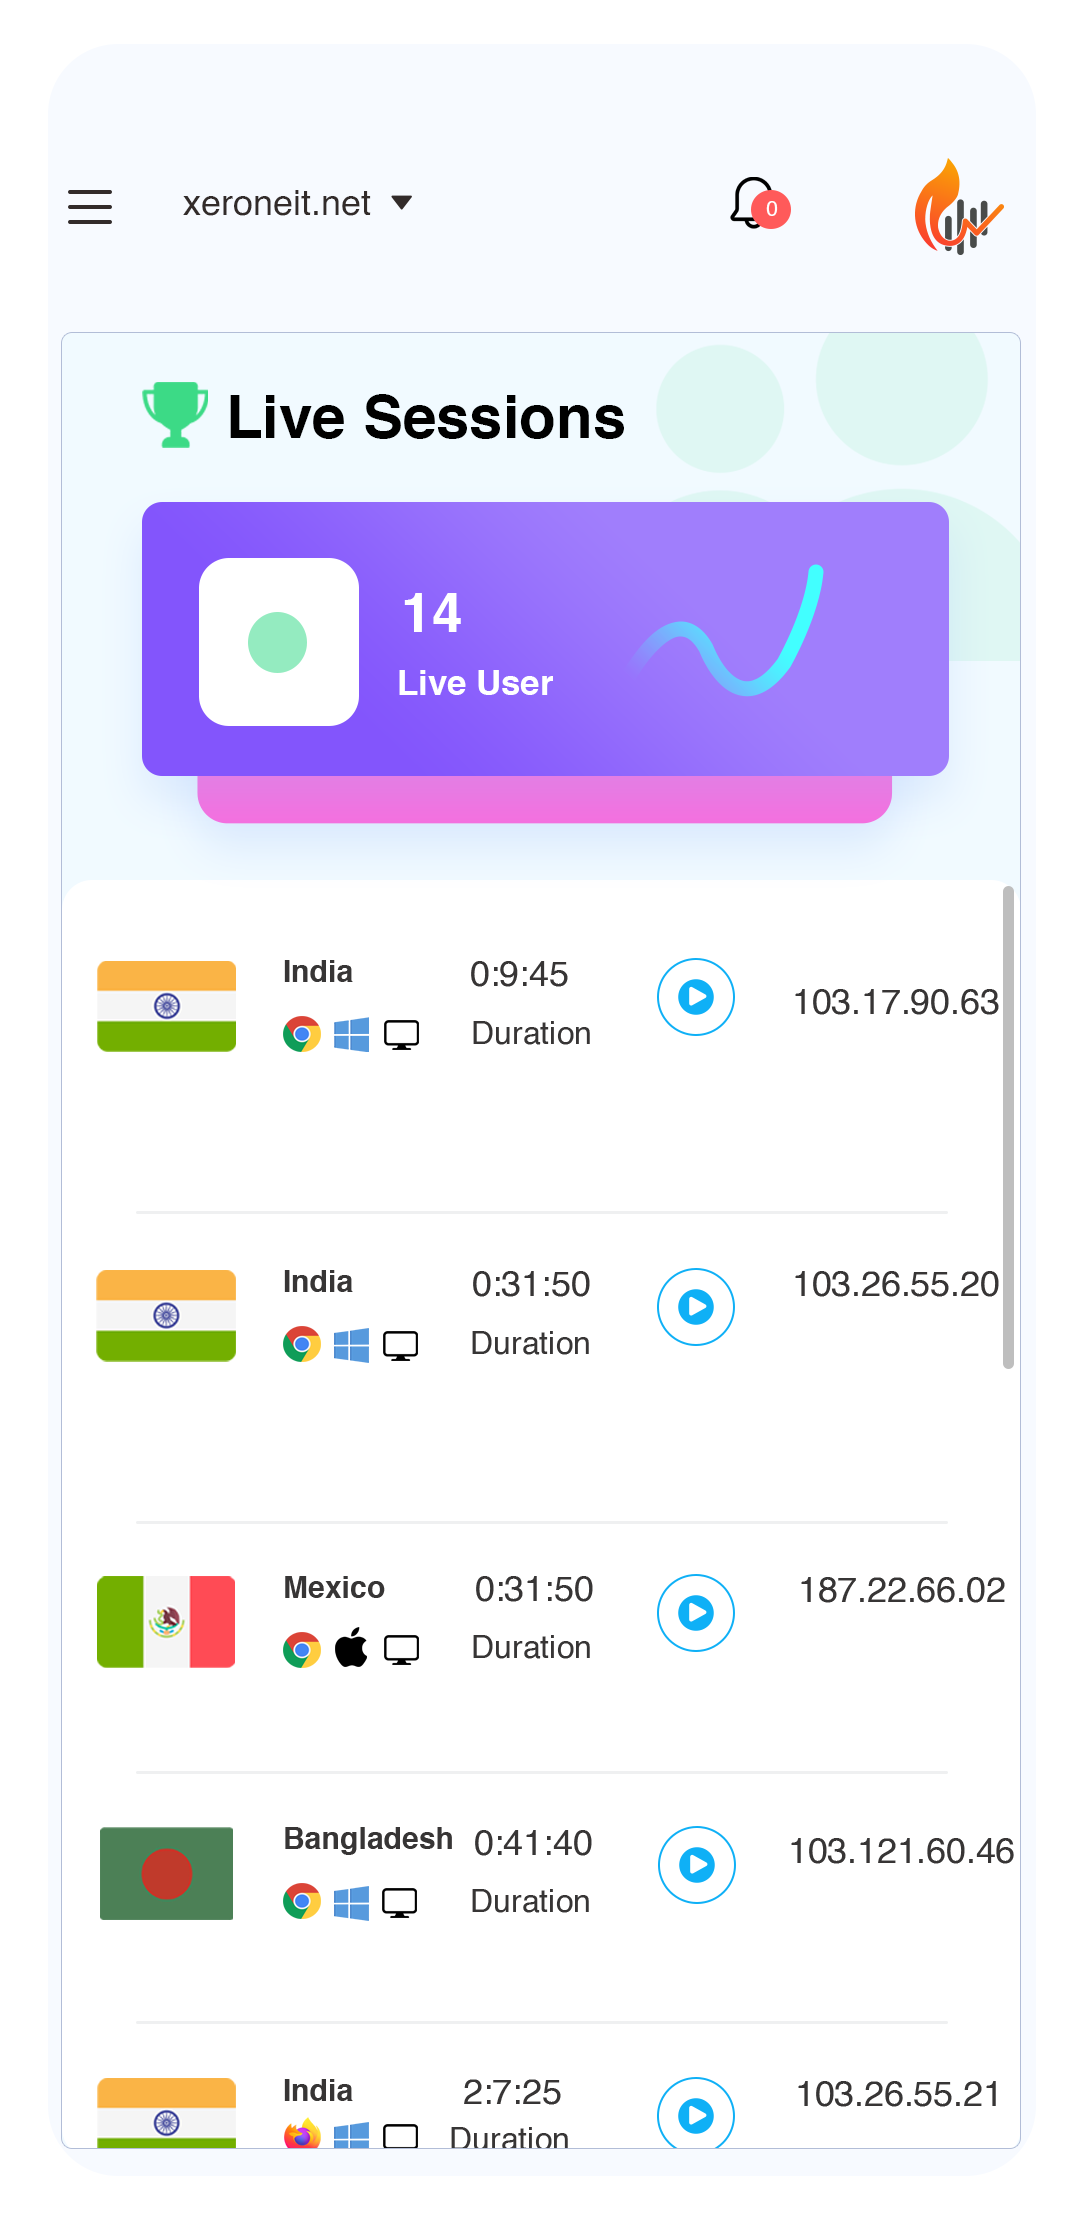 xeroneit.net
0
Live Sessions
14
Live User
India
0:9:45
Duration
103.17.90.63
India
0:31:50
Duration
103.26.55.20
Mexico
0:31:50
Duration
187.22.66.02
Bangladesh
0:41:40
Duration
103.121.60.46
India
2:7:25
Duration
103.26.55.21